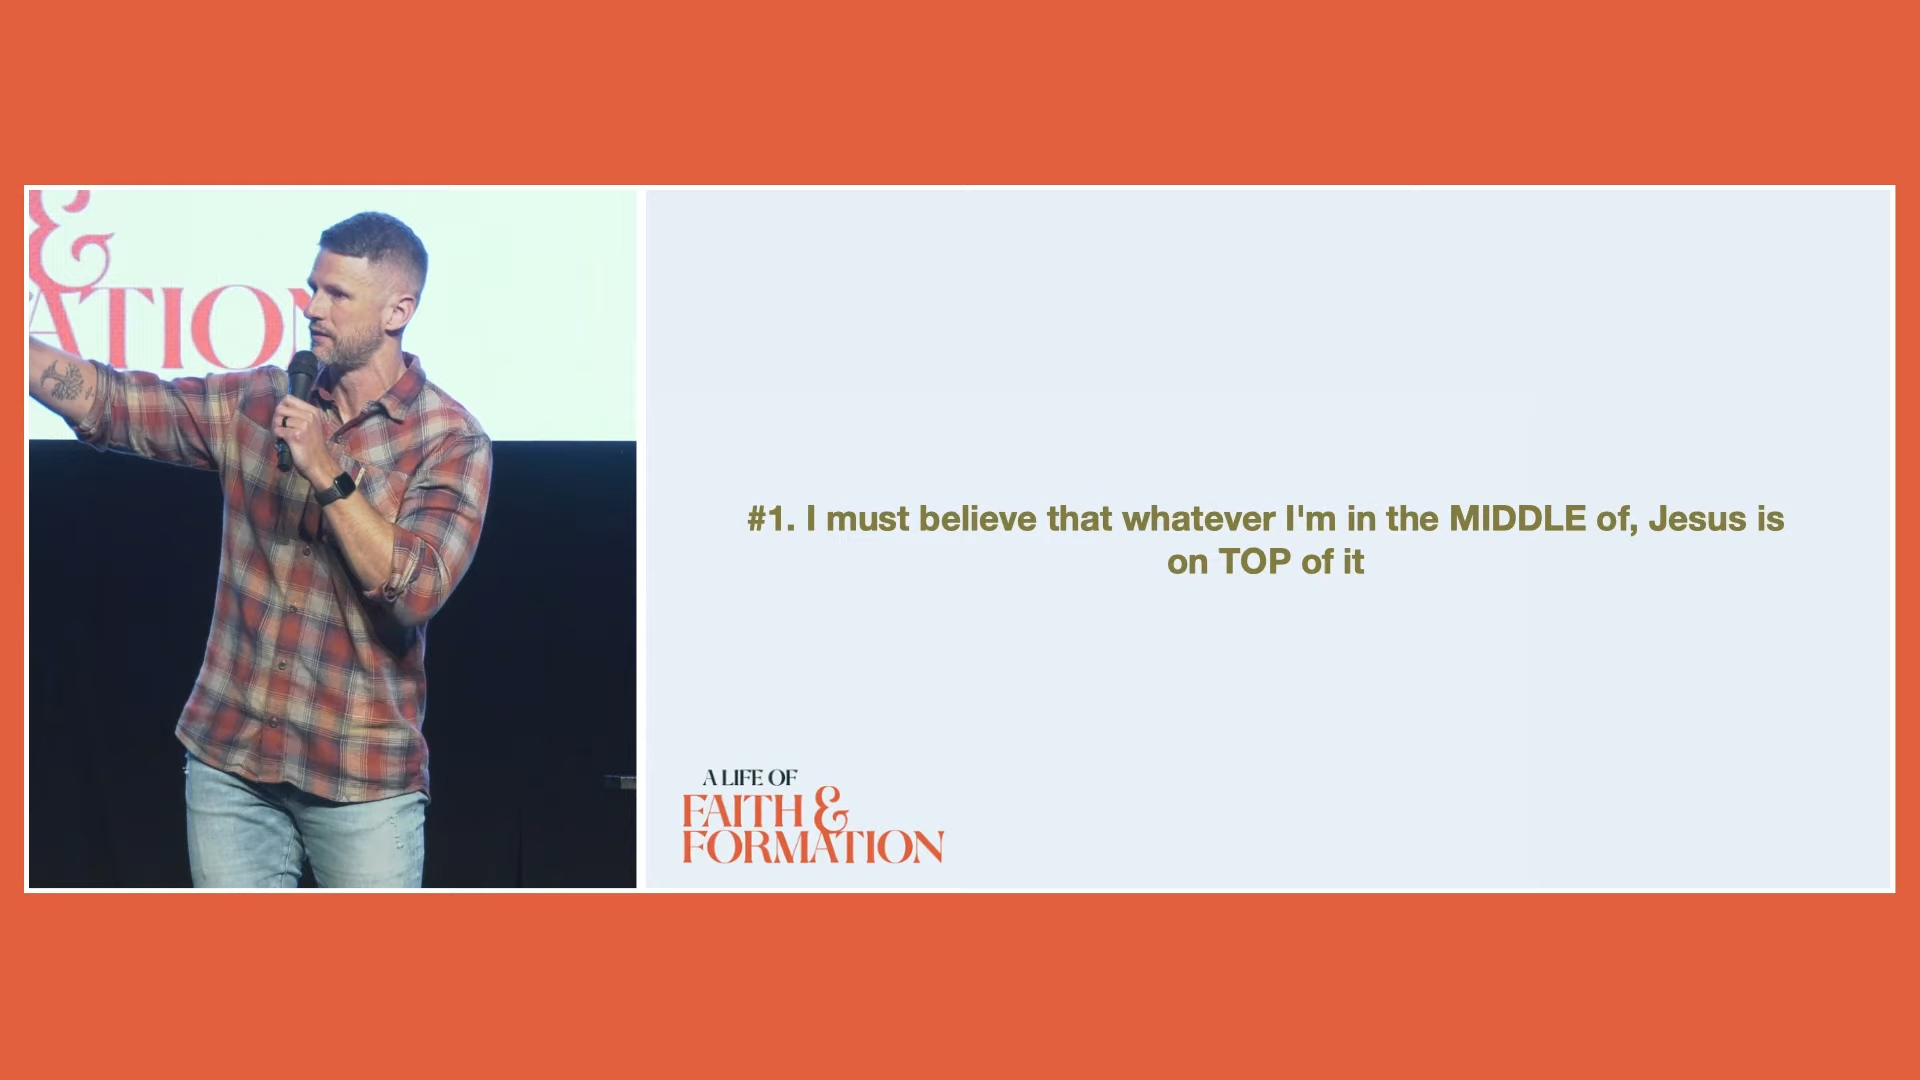 &
ATION
#1. I must believe that whatever I'm in the MIDDLE of, Jesus is
on TOP of it
A LIFE OF
FAITH &
FORMATION